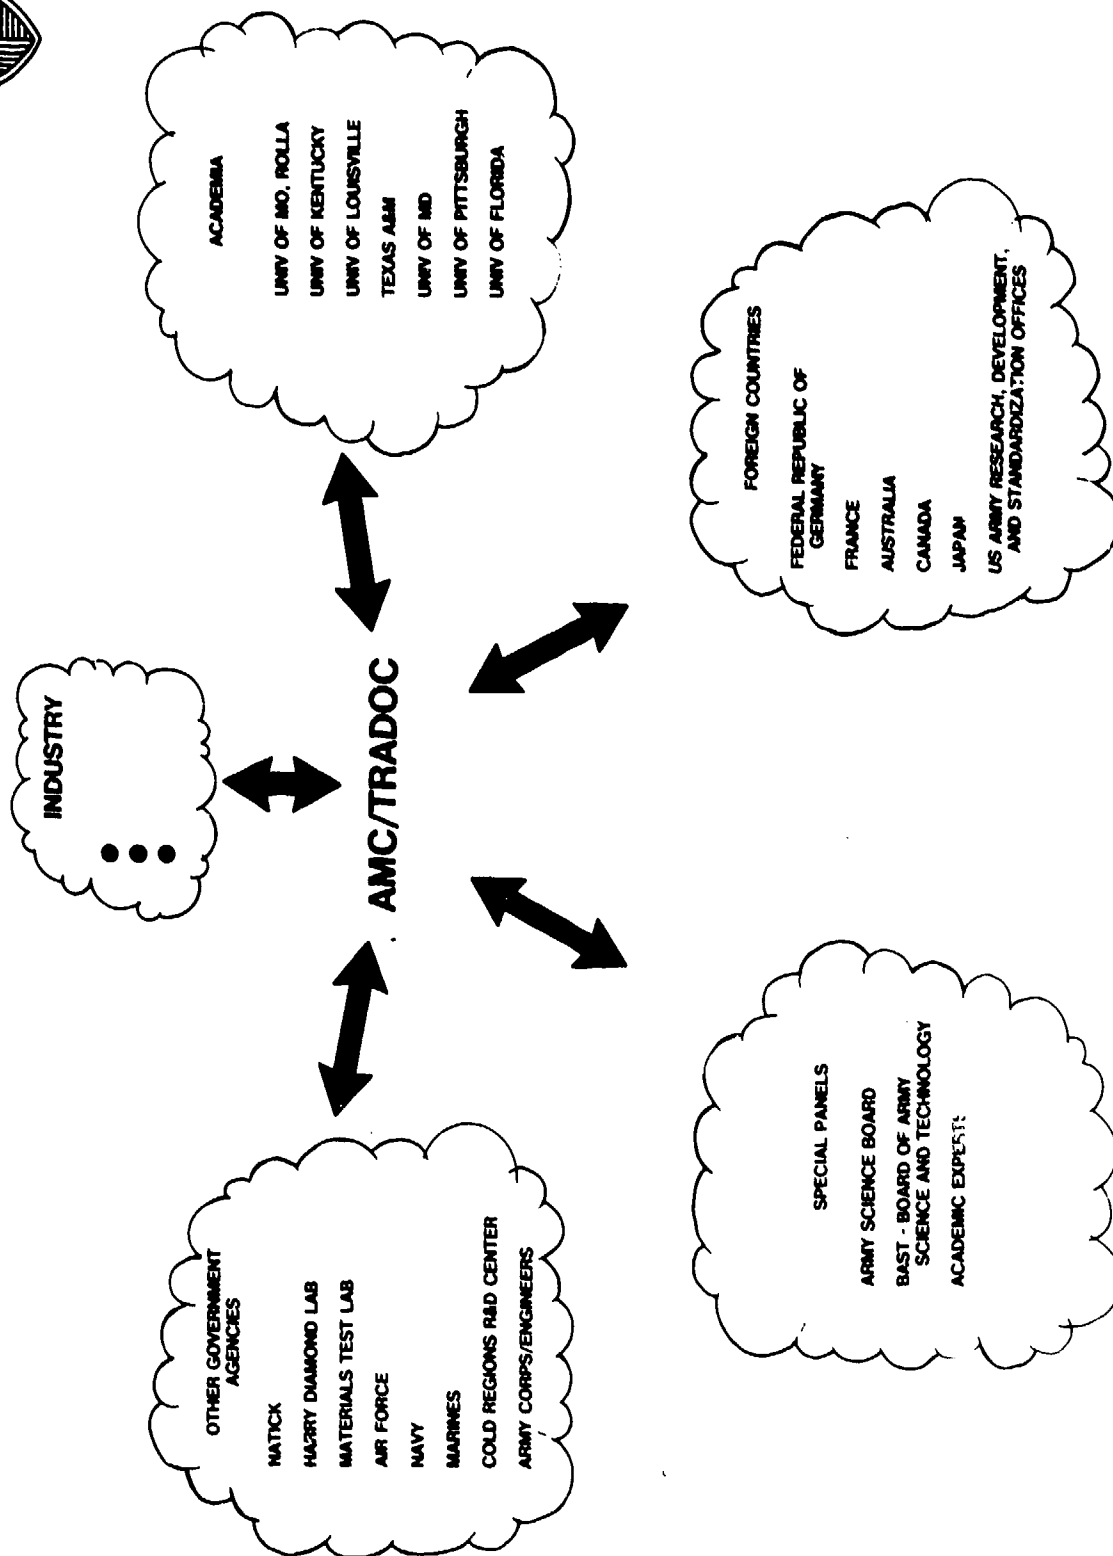 INDUSTRY
OTHER GOVERNMENT
AGENCIES
NATICK
HARRY DIAMOND LAB
MATERIALS TEST LAB
AIR FORCE
NAVY
MARINES
COLD REGIONS R&D CENTER
ARMY CORPS/ENGINEERS
AMC/TRADOC
ACADEMIA
UNIV OF MO, ROLLA
UNIV OF KENTUCKY
UNIV OF LOUISVILLE
TEXAS A&M
UNIV OF MD
UNIV OF PITTSBURGH
UNIV OF FLORIDA
SPECIAL PANELS
ARMY SCIENCE BOARD
BAST - BOARD OF ARMY
SCIENCE AND TECHNOLOGY
ACADEMIC EXPERTS
FOREIGN COUNTRIES
FEDERAL REPUBLIC OF
GERMANY
FRANCE
AUSTRALIA
CANADA
JAPAN
US ARMY RESEARCH, DEVELOPMENT,
AND STANDARDIZATION OFFICES